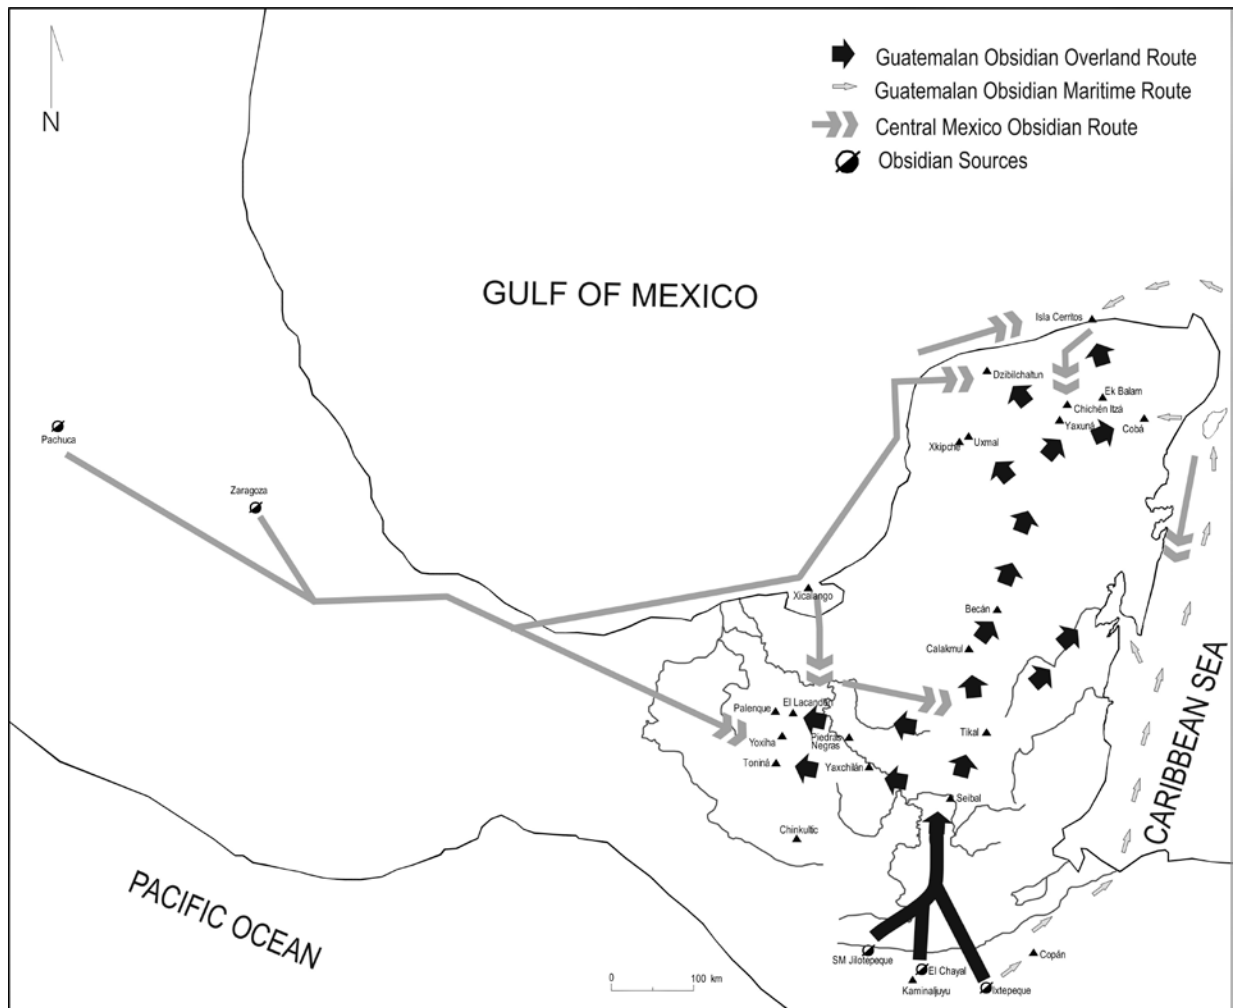 Guatemalan Obsidian Overland Route
Guatemalan Obsidian Maritime Route
Central Mexico Obsidian Route
Obsidian Sources
N
GULF OF MEXICO
Isla Cerritos
Dzibilchaltun
Ek Balam
Chichén Itzá
Yaxuná
Cobá
Xkipché
Uxmal
Pachuca
Zaragoza
Xicalango
Becán
Calakmul
CARIBBEAN SEA
Palenque
El Lacandón
Yoxiha
Piedras
Negras
Tikal
Toniná
Yaxchilán
Seibal
Chinkultic
PACIFIC OCEAN
SM Jilotepeque
El Chayal
Kaminaljuyu
Ixtepeque
Copán
0
100 km